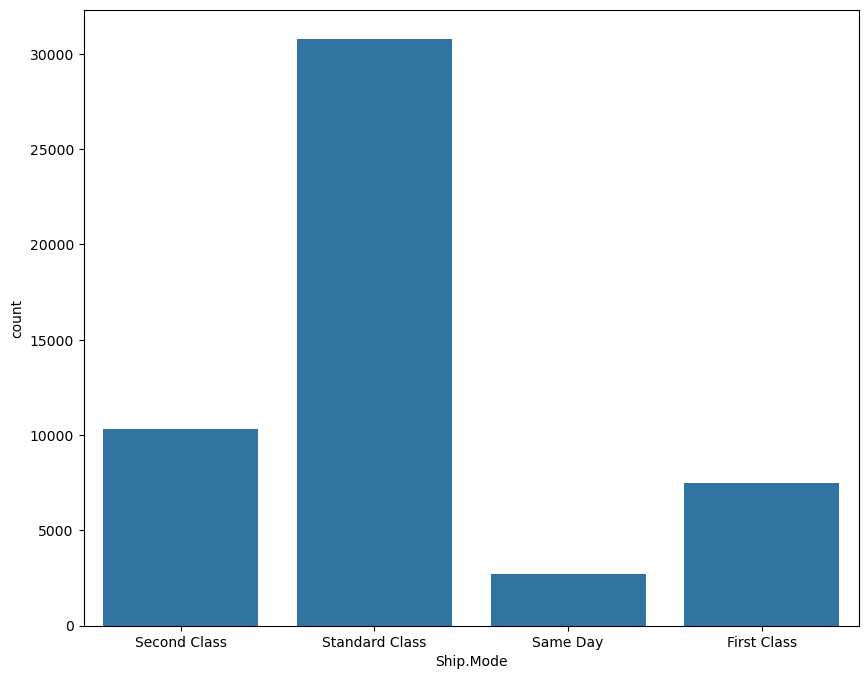 30000
25000
20000
15000
10000
5000
0
count
Second Class
Standard Class
Same Day
First Class
Ship.Mode